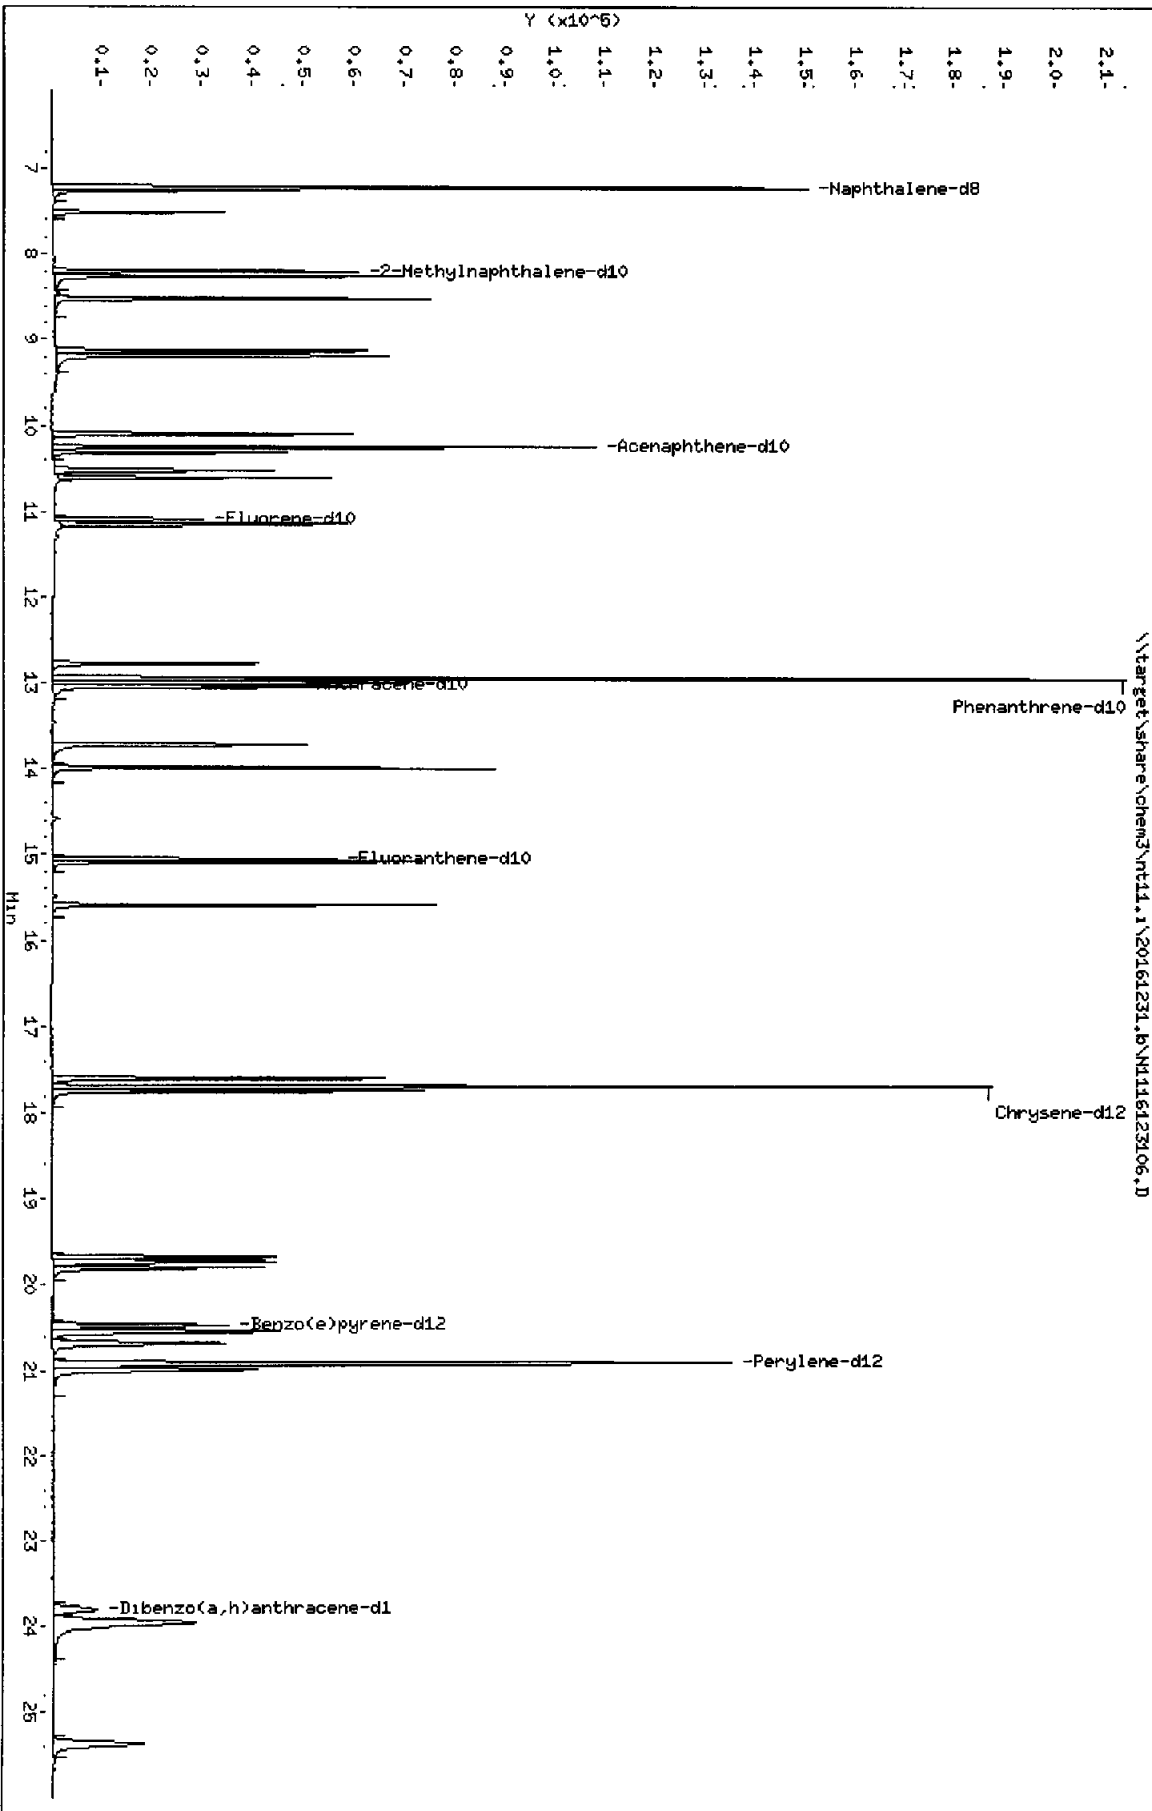 \\target\share\chem3\nt11.i\20161231.b\N1116123106.D
Y (x10^5)
0.1
0.2
0.3
0.4
0.5
0.6
0.7
0.8
0.9
1.0
1.1
1.2
1.3
1.4
1.5
1.6
1.7
1.8
1.9
2.0
2.1
-Naphthalene-d8
-2-Methylnaphthalene-d10
-Acenaphthene-d10
-Fluorene-d10
-Anthracene-d10
Phenanthrene-d10
-Fluoranthene-d10
Chrysene-d12
-Benzo(e)pyrene-d12
-Perylene-d12
-Dibenzo(a,h)anthracene-d1
7
8
9
10
11
12
13
14
15
16
17
18
19
20
21
22
23
24
25
Min